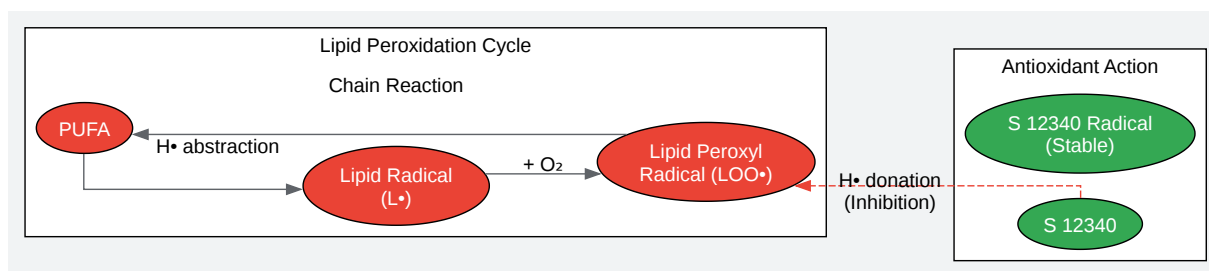 Lipid Peroxidation Cycle
Chain Reaction
PUFA
H• abstraction
Lipid Radical
(L•)
+ O₂
Lipid Peroxyl
Radical (LOO•)
H• donation
(Inhibition)
Antioxidant Action
S 12340 Radical
(Stable)
S 12340